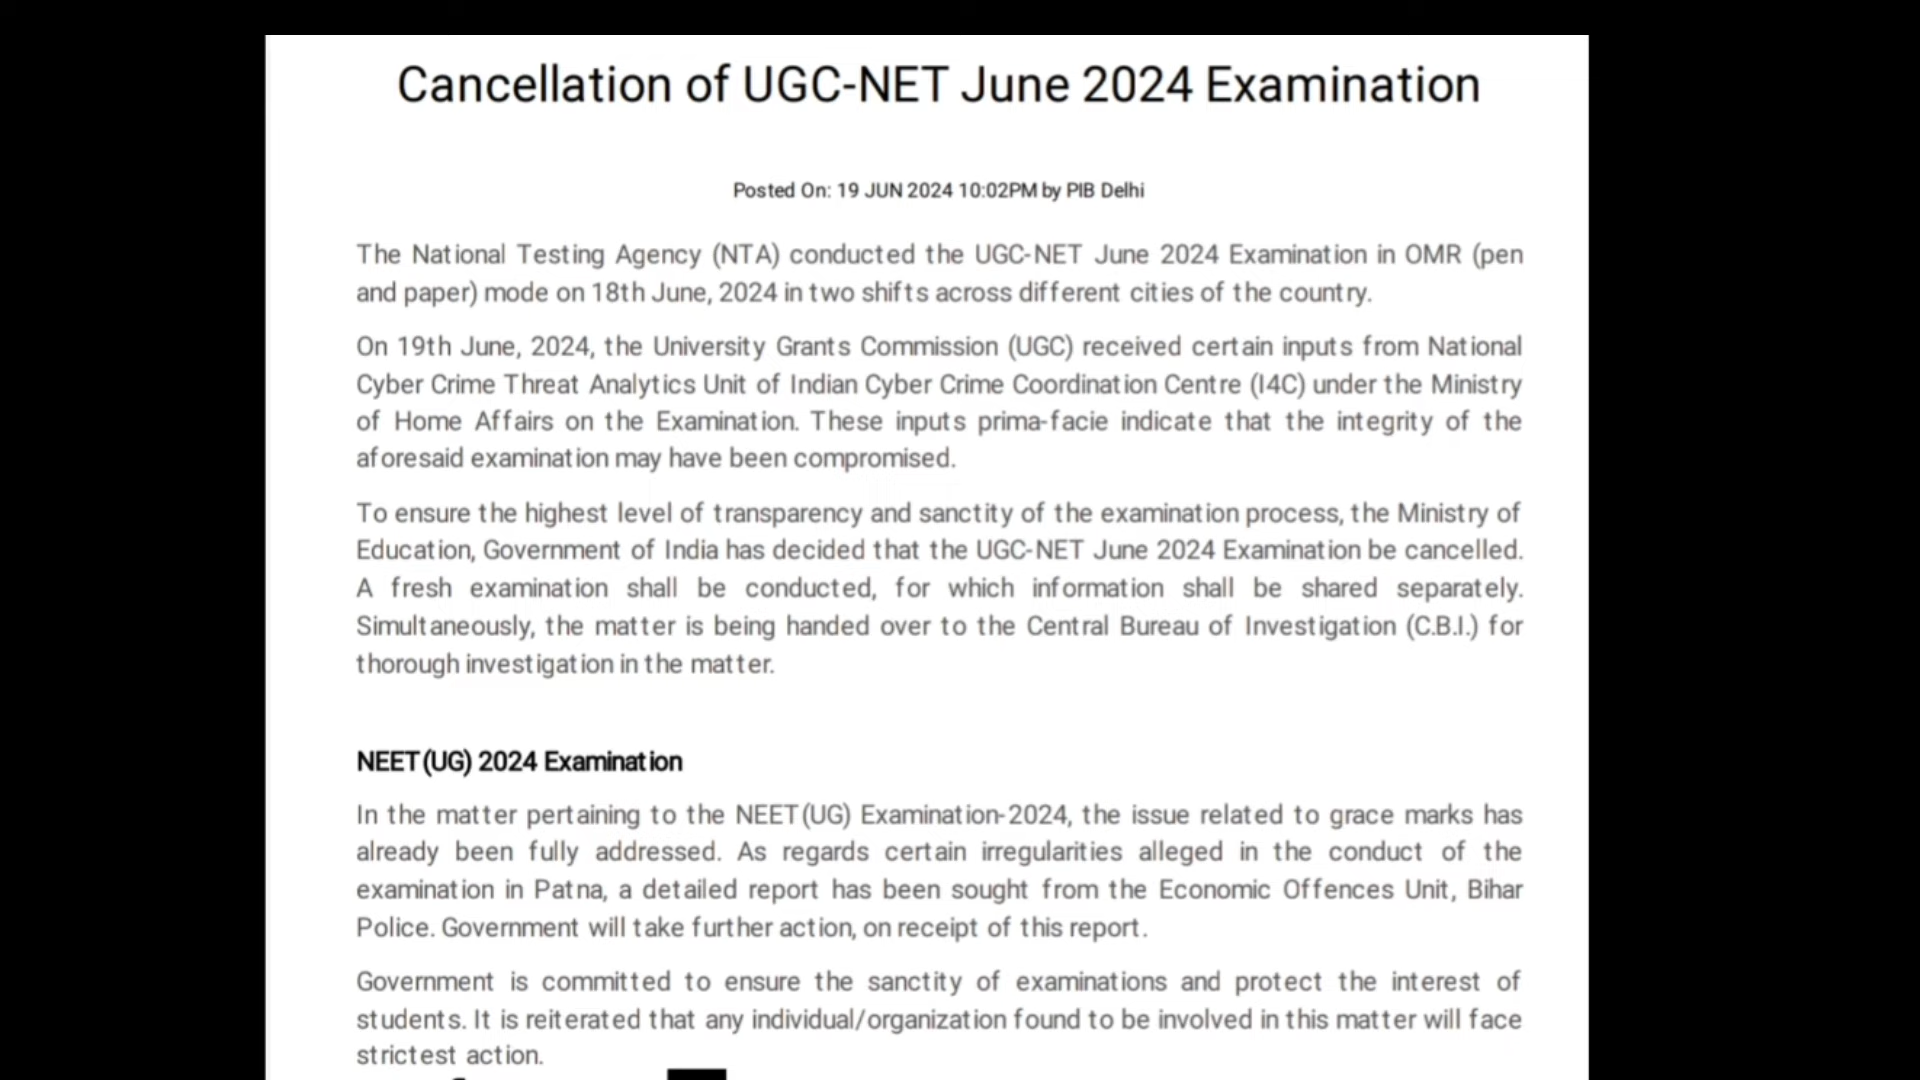 Cancellation of UGC-NET June 2024 Examination
Posted On: 19 JUN 2024 10:02PM by PIB Delhi
The National Testing Agency (NTA) conducted the UGC-NET June 2024 Examination in OMR (pen
and paper) mode on 18th June, 2024 in two shifts across different cities of the country.
On 19th June, 2024, the University Grants Commission (UGC) received certain inputs from National
Cyber Crime Threat Analytics Unit of Indian Cyber Crime Coordination Centre (I4C) under the Ministry
of Home Affairs on the Examination. These inputs prima-facie indicate that the integrity of the
aforesaid examination may have been compromised.
To ensure the highest level of transparency and sanctity of the examination process, the Ministry of
Education, Government of India has decided that the UGC-NET June 2024 Examination be cancelled.
A fresh examination shall be conducted, for which information shall be shared separately.
Simultaneously, the matter is being handed over to the Central Bureau of Investigation (C.B.I.) for
thorough investigation in the matter.
NEET(UG) 2024 Examination
In the matter pertaining to the NEET(UG) Examination-2024, the issue related to grace marks has
already been fully addressed. As regards certain irregularities alleged in the conduct of the
examination in Patna, a detailed report has been sought from the Economic Offences Unit, Bihar
Police. Government will take further action, on receipt of this report.
Government is committed to ensure the sanctity of examinations and protect the interest of
students. It is reiterated that any individual/organization found to be involved in this matter will face
strictest action.